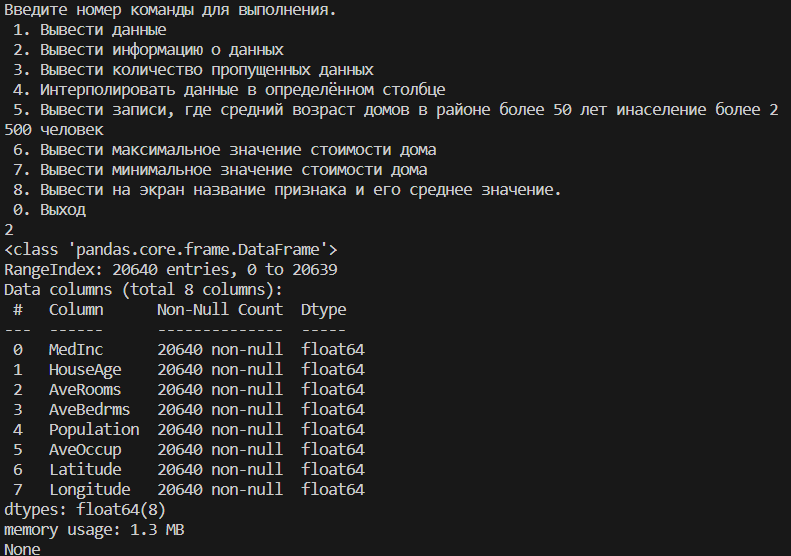 Введите номер команды для выполнения.
1. Вывести данные
2. Вывести информацию о данных
3. Вывести количество пропущенных данных
4. Интерполировать данные в определённом столбце
5. Вывести записи, где средний возраст домов в районе более 50 лет инаселение более 2
500 человек
6. Вывести максимальное значение стоимости дома
7. Вывести минимальное значение стоимости дома
8. Вывести на экран название признака и его среднее значение.
0. Выход
2
<class 'pandas.core.frame.DataFrame'>
RangeIndex: 20640 entries, 0 to 20639
Data columns (total 8 columns):
#   Column      Non-Null Count  Dtype
---  ------      --------------  -----
0   MedInc      20640 non-null  float64
1   HouseAge    20640 non-null  float64
2   AveRooms    20640 non-null  float64
3   AveBedrms   20640 non-null  float64
4   Population  20640 non-null  float64
5   AveOccup    20640 non-null  float64
6   Latitude    20640 non-null  float64
7   Longitude   20640 non-null  float64
dtypes: float64(8)
memory usage: 1.3 MB
None